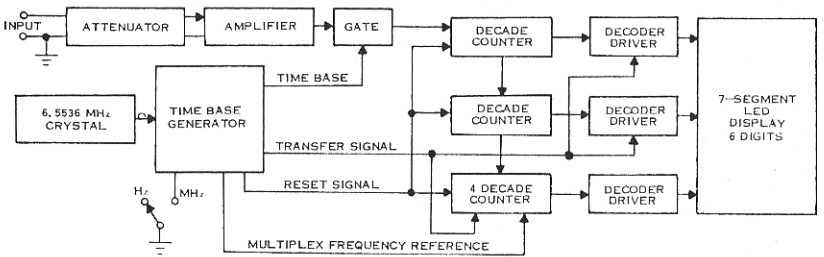 INPUT
ATTENUATOR
AMPLIFIER
GATE
DECADE
COUNTER
DECODER
DRIVER
TIME BASE
6.5536 MHz
CRYSTAL
TIME BASE
GENERATOR
DECADE
COUNTER
DECODER
DRIVER
7-SEGMENT
LED
DISPLAY
6 DIGITS
TRANSFER SIGNAL
RESET SIGNAL
4 DECADE
COUNTER
DECODER
DRIVER
Hz
MHz
MULTIPLEX FREQUENCY REFERENCE